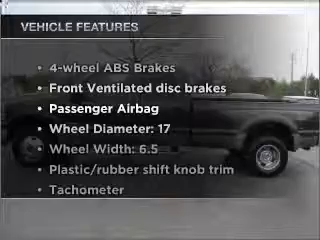 VEHICLE FEATURES
• 4-wheel ABS Brakes
• Front Ventilated disc brakes
• Passenger Airbag
• Wheel Diameter: 17
• Wheel Width: 6.5
• Plastic/rubber shift knob trim
• Tachometer